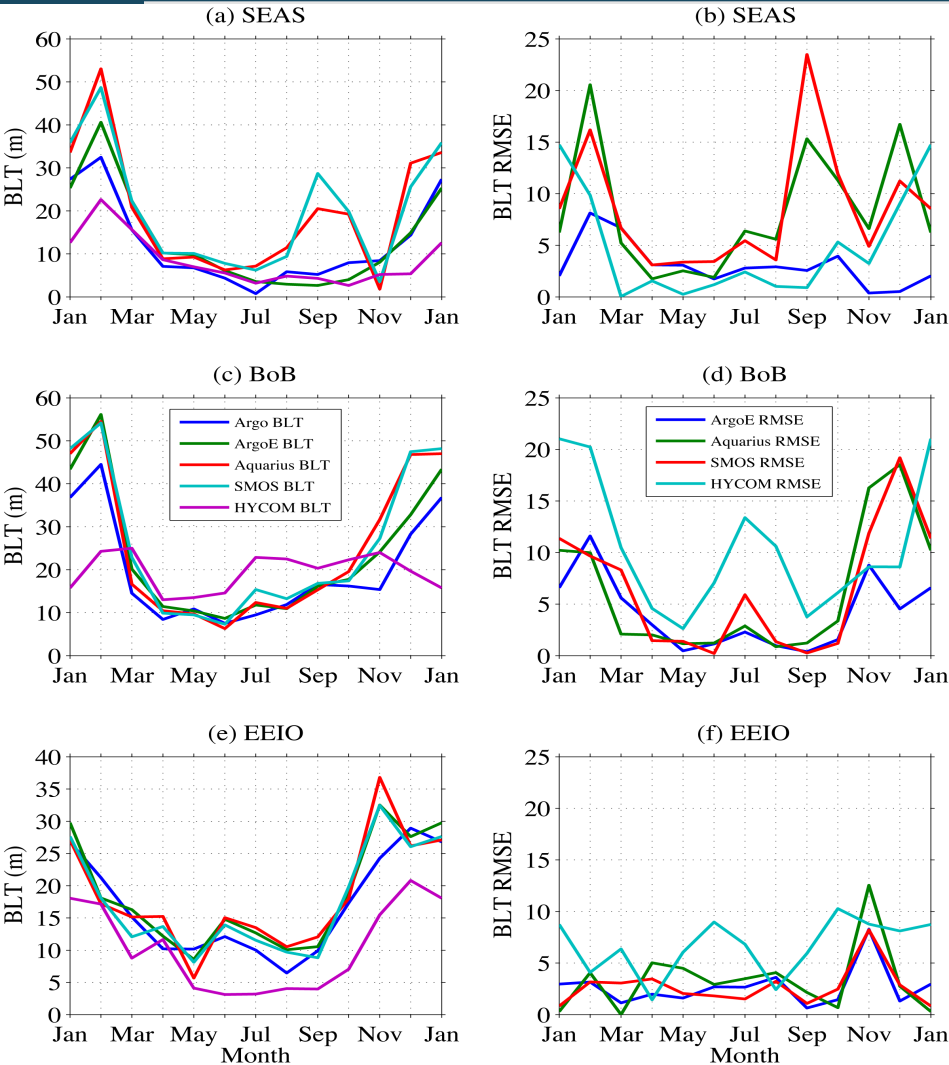 (a) SEAS
BLT (m)
60
50
40
30
20
10
0
Jan Mar May Jul Sep Nov Jan
(b) SEAS
BLT RMSE
25
20
15
10
5
0
Jan Mar May Jul Sep Nov Jan
(c) BoB
BLT (m)
60
50
40
30
20
10
0
Argo BLT
ArgoE BLT
Aquarius BLT
SMOS BLT
HYCOM BLT
Jan Mar May Jul Sep Nov Jan
(d) BoB
BLT RMSE
25
20
15
10
5
0
ArgoE RMSE
Aquarius RMSE
SMOS RMSE
HYCOM RMSE
Jan Mar May Jul Sep Nov Jan
(e) EEIO
BLT (m)
40
35
30
25
20
15
10
5
0
Jan Mar May Jul Sep Nov Jan
Month
(f) EEIO
BLT RMSE
25
20
15
10
5
0
Jan Mar May Jul Sep Nov Jan
Month